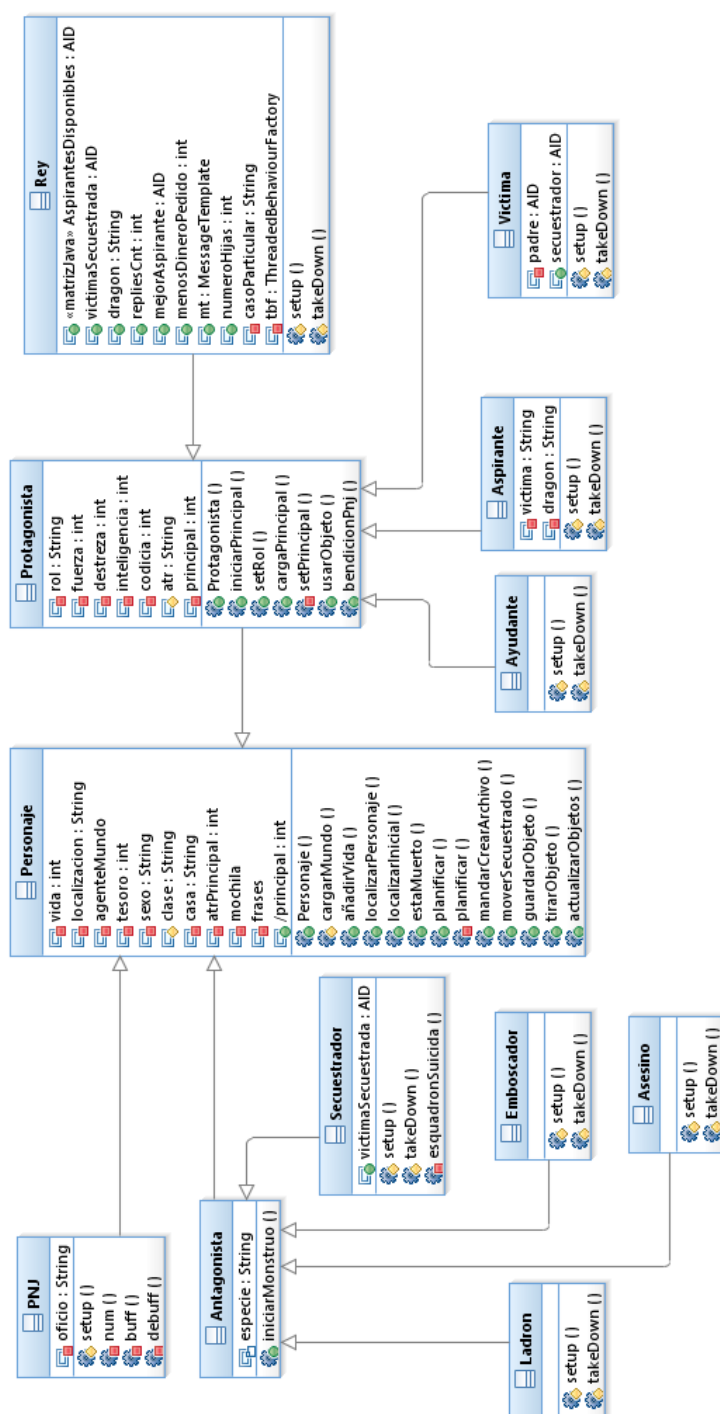 PNJ
oficio : String
setup ()
num ()
buff ()
debuff ()
Personaje
vida : int
localizacion : String
agenteMundo
tesoro : int
sexo : String
clase : String
casa : String
atrPrincipal : int
mochila
frases
/principal : int
Personaje ()
cargarMundo ()
añadirVida ()
localizarPersonaje ()
localizarInicial ()
estaMuerto ()
planificar ()
planificar ()
mandarCrearArchivo ()
moverSecuestrado ()
guardarObjeto ()
tirarObjeto ()
actualizarObjetos ()
Protagonista
rol : String
fuerza : int
destreza : int
inteligencia : int
codicia : int
atr : String
principal : int
Protagonista ()
iniciarPrincipal ()
setRol ()
cargaPrincipal ()
setPrincipal ()
usarObjeto ()
bendicionPnj ()
Rey
«matrizJava» AspirantesDisponibles : AID
victimaSecuestrada : AID
dragon : String
repliesCnt : int
mejorAspirante : AID
menosDineroPedido : int
mt : MessageTemplate
numeroHijas : int
casoParticular : String
tbf : ThreadedBehaviourFactory
setup ()
takeDown ()
Antagonista
especie : String
iniciarMonstruo ()
Secuestrador
victimaSecuestrada : AID
setup ()
takeDown ()
esquadronSuicida ()
Ayudante
setup ()
takeDown ()
Aspirante
victima : String
dragon : String
setup ()
takeDown ()
Victima
padre : AID
secuestrador : AID
setup ()
takeDown ()
Ladron
setup ()
takeDown ()
Emboscador
setup ()
takeDown ()
Asesino
setup ()
takeDown ()